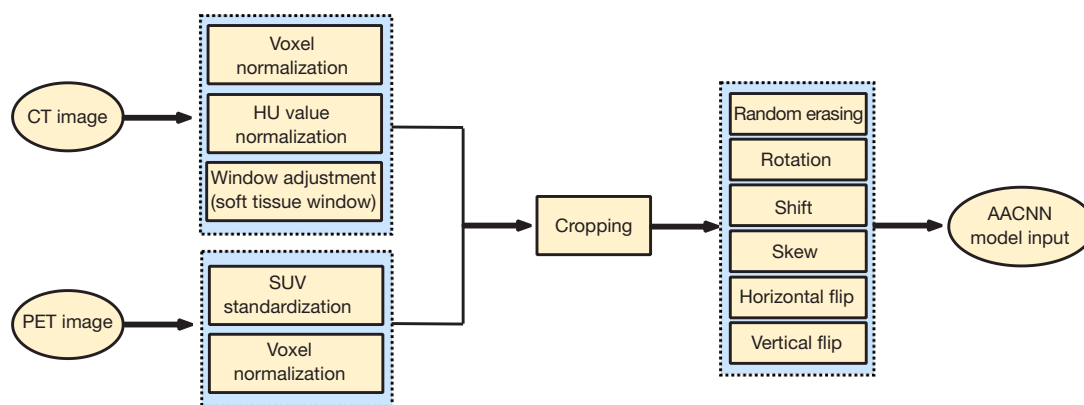 CT image
Voxel
normalization
HU value
normalization
Window adjustment
(soft tissue window)
PET image
SUV
standardization
Voxel
normalization
Cropping
Random erasing
Rotation
Shift
Skew
Horizontal flip
Vertical flip
AACNN
model input